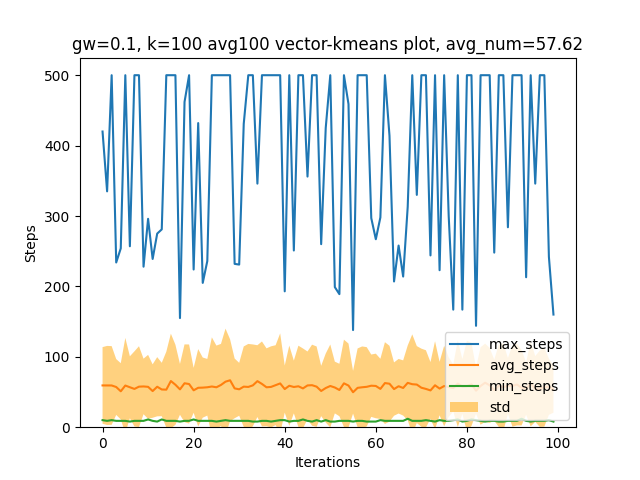 gw=0.1, k=100 avg100 vector-kmeans plot, avg_num=57.62
500
400
300
200
100
0
Steps
max_steps
avg_steps
min_steps
std
0 20 40 60 80 100
Iterations